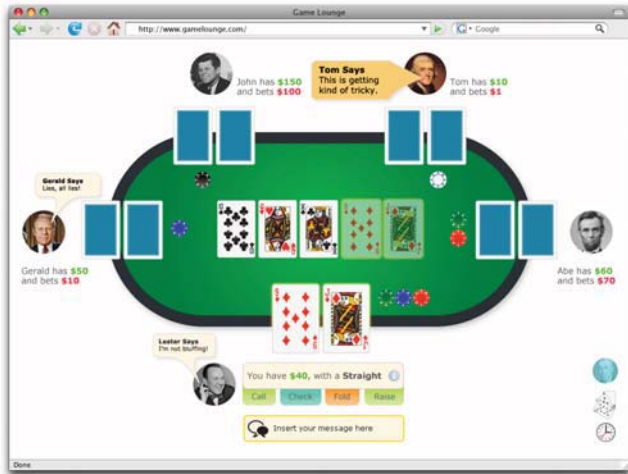 Game Lounge
http://www.gamelounge.com/
Google
John has $150
and bets $100
Tom Says
This is getting
kind of tricky.
Tom has $10
and bets $1
Gerald Says
Lies, all lies!
Gerald has $50
and bets $10
Abe has $60
and bets $70
Lester Says
I'm not bluffing!
You have $40, with a Straight
Call
Check
Fold
Raise
Insert your message here
Done